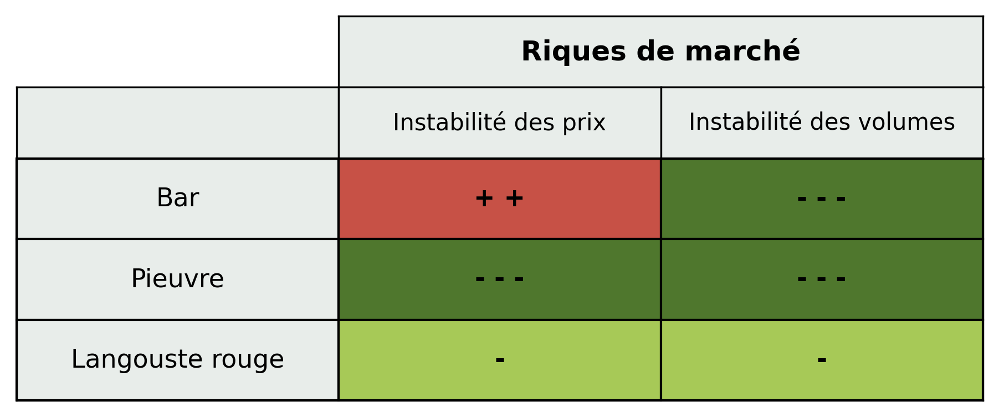 Riques de marché
Instabilité des prix Instabilité des volumes
Bar + + - - -
Pieuvre - - - - - -
Langouste rouge - -